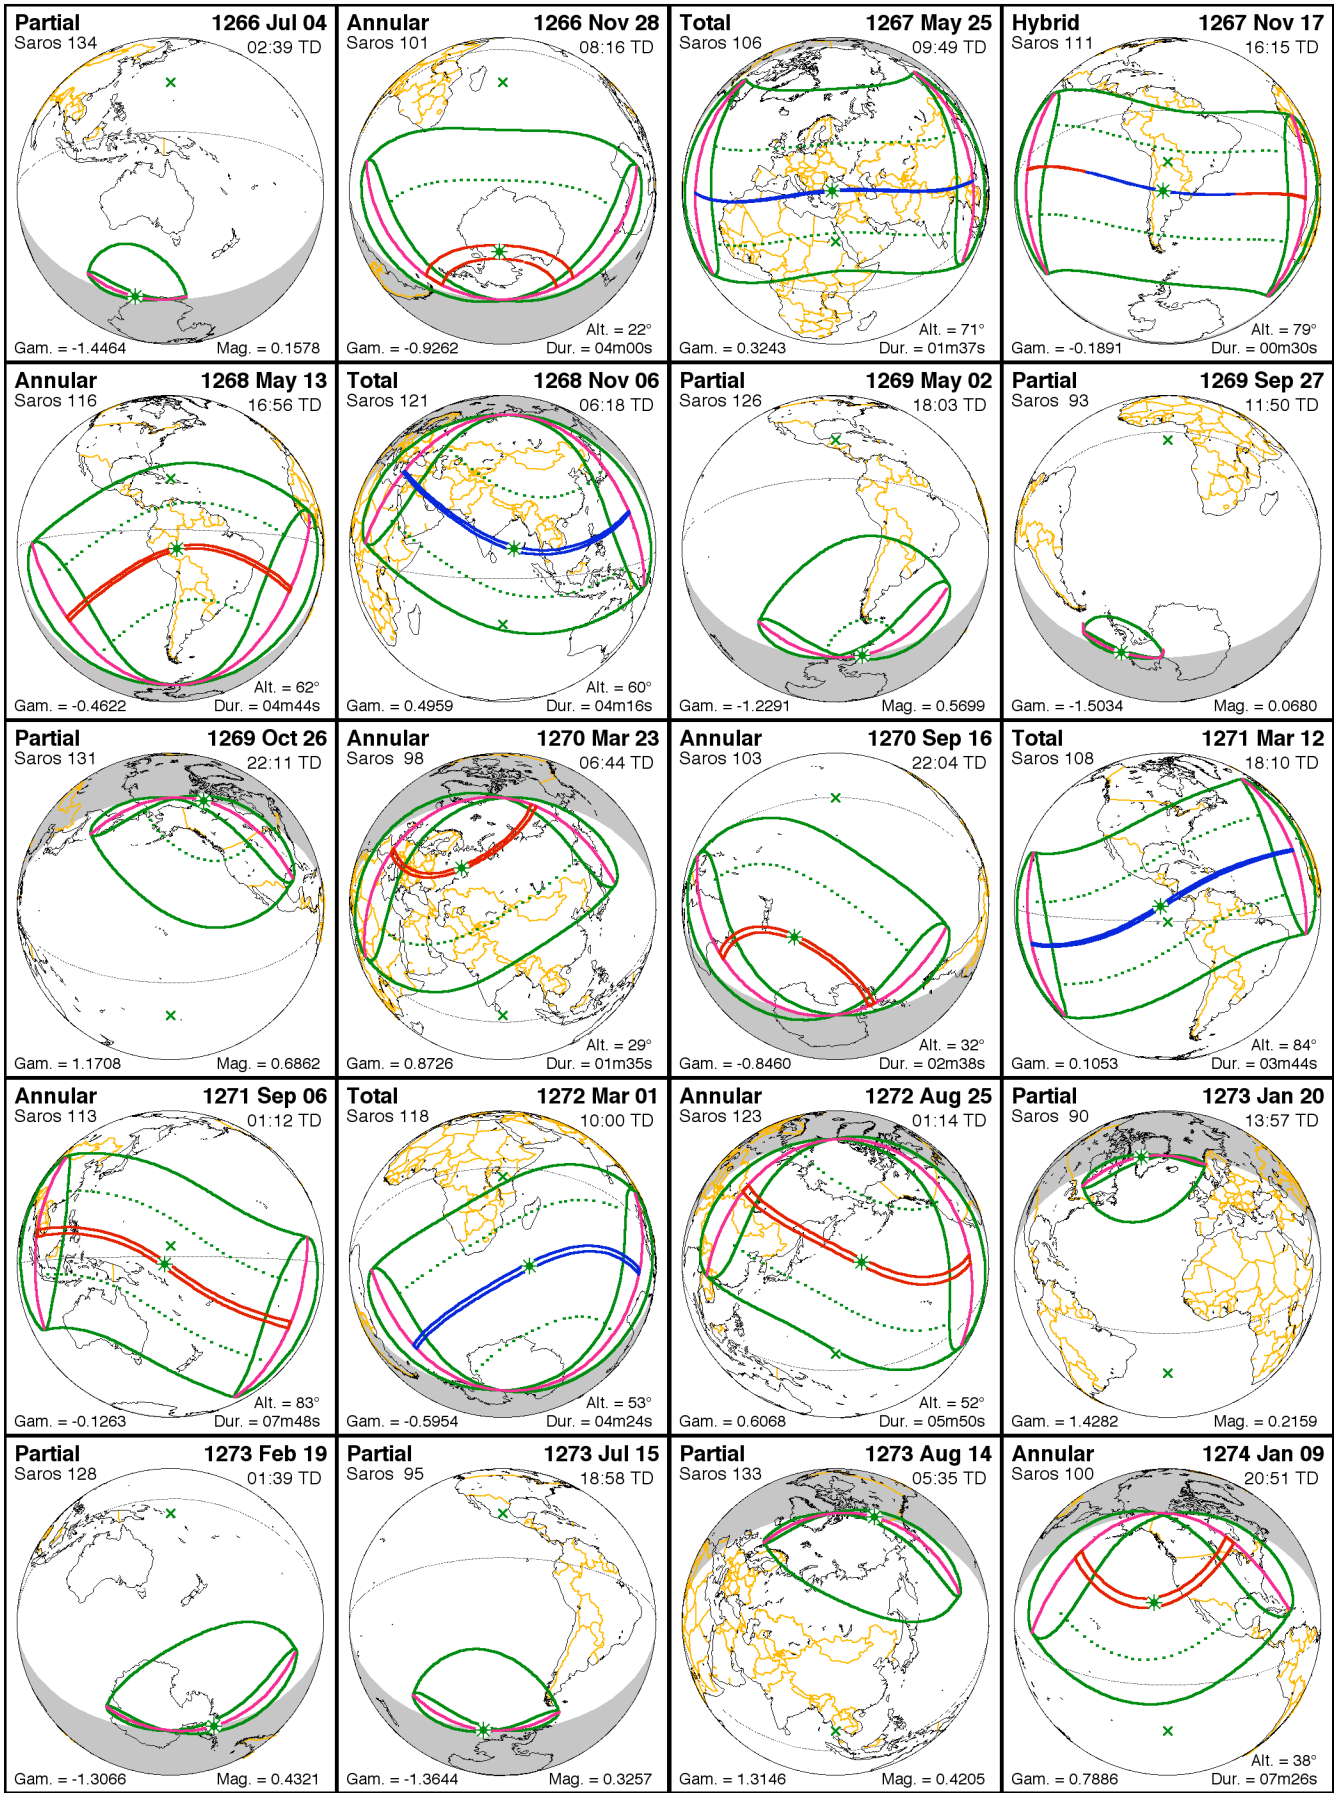 Partial 1266 Jul 04
Saros 134 02:39 TD
Gam. = -1.4464 Mag. = 0.1578
Annular 1266 Nov 28
Saros 101 08:16 TD
Alt. = 22°
Gam. = -0.9262 Dur. = 04m00s
Total 1267 May 25
Saros 106 09:49 TD
Alt. = 71°
Gam. = 0.3243 Dur. = 01m37s
Hybrid 1267 Nov 17
Saros 111 16:15 TD
Alt. = 79°
Gam. = -0.1891 Dur. = 00m30s
Annular 1268 May 13
Saros 116 16:56 TD
Alt. = 62°
Gam. = -0.4622 Dur. = 04m44s
Total 1268 Nov 06
Saros 121 06:18 TD
Alt. = 60°
Gam. = 0.4959 Dur. = 04m16s
Partial 1269 May 02
Saros 126 18:03 TD
Gam. = -1.2291 Mag. = 0.5699
Partial 1269 Sep 27
Saros 93 11:50 TD
Gam. = -1.5034 Mag. = 0.0680
Partial 1269 Oct 26
Saros 131 22:11 TD
Gam. = 1.1708 Mag. = 0.6862
Annular 1270 Mar 23
Saros 98 06:44 TD
Alt. = 29°
Gam. = 0.8726 Dur. = 01m35s
Annular 1270 Sep 16
Saros 103 22:04 TD
Alt. = 32°
Gam. = -0.8460 Dur. = 02m38s
Total 1271 Mar 12
Saros 108 18:10 TD
Alt. = 84°
Gam. = 0.1053 Dur. = 03m44s
Annular 1271 Sep 06
Saros 113 01:12 TD
Alt. = 83°
Gam. = -0.1263 Dur. = 07m48s
Total 1272 Mar 01
Saros 118 10:00 TD
Alt. = 53°
Gam. = -0.5954 Dur. = 04m24s
Annular 1272 Aug 25
Saros 123 01:14 TD
Alt. = 52°
Gam. = 0.6068 Dur. = 05m50s
Partial 1273 Jan 20
Saros 90 13:57 TD
Gam. = 1.4282 Mag. = 0.2159
Partial 1273 Feb 19
Saros 128 01:39 TD
Gam. = -1.3066 Mag. = 0.4321
Partial 1273 Jul 15
Saros 95 18:58 TD
Gam. = -1.3644 Mag. = 0.3257
Partial 1273 Aug 14
Saros 133 05:35 TD
Gam. = 1.3146 Mag. = 0.4205
Annular 1274 Jan 09
Saros 100 20:51 TD
Alt. = 38°
Gam. = 0.7886 Dur. = 07m26s